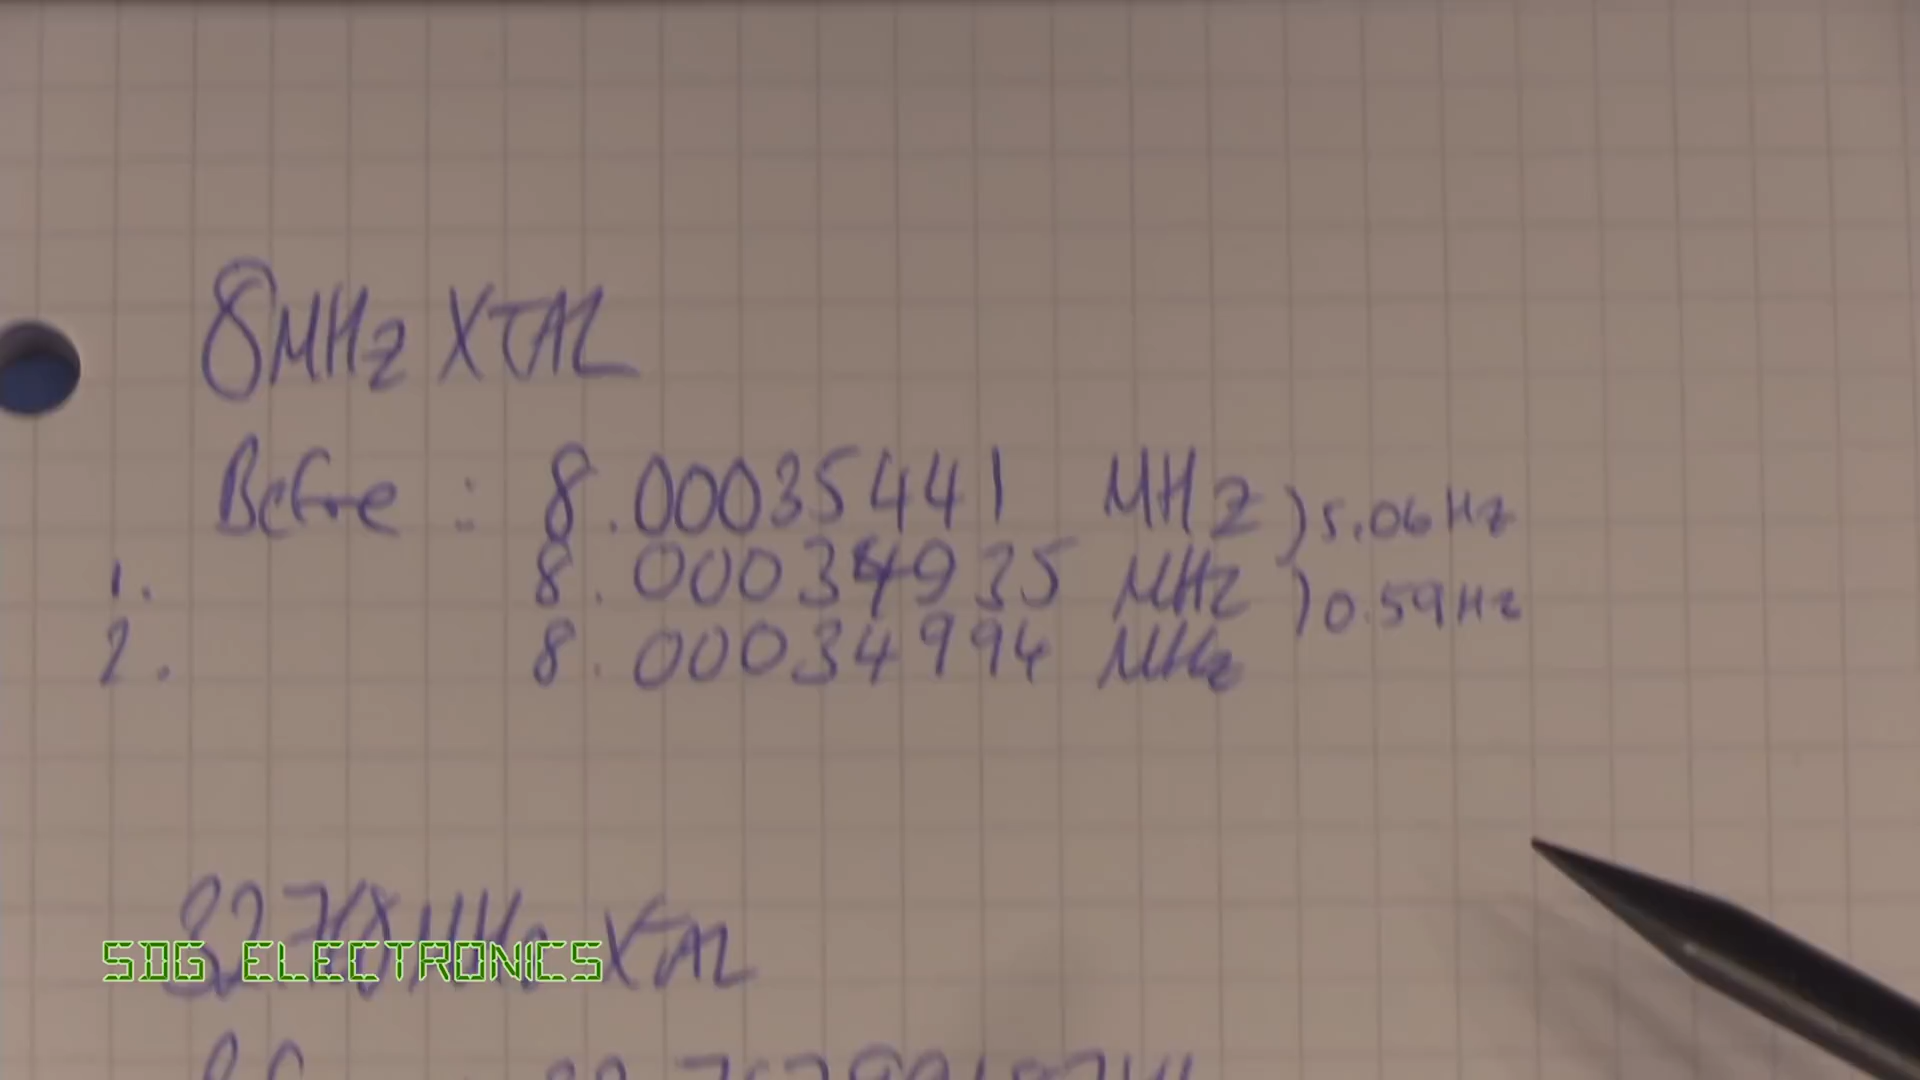 8MHz XTAL
Before : 8.00035441 MHz )5.06Hz
1. 8.00034935 MHz )0.59Hz
2. 8.00034994 MHz
XTAL
SDG ELECTRONICS